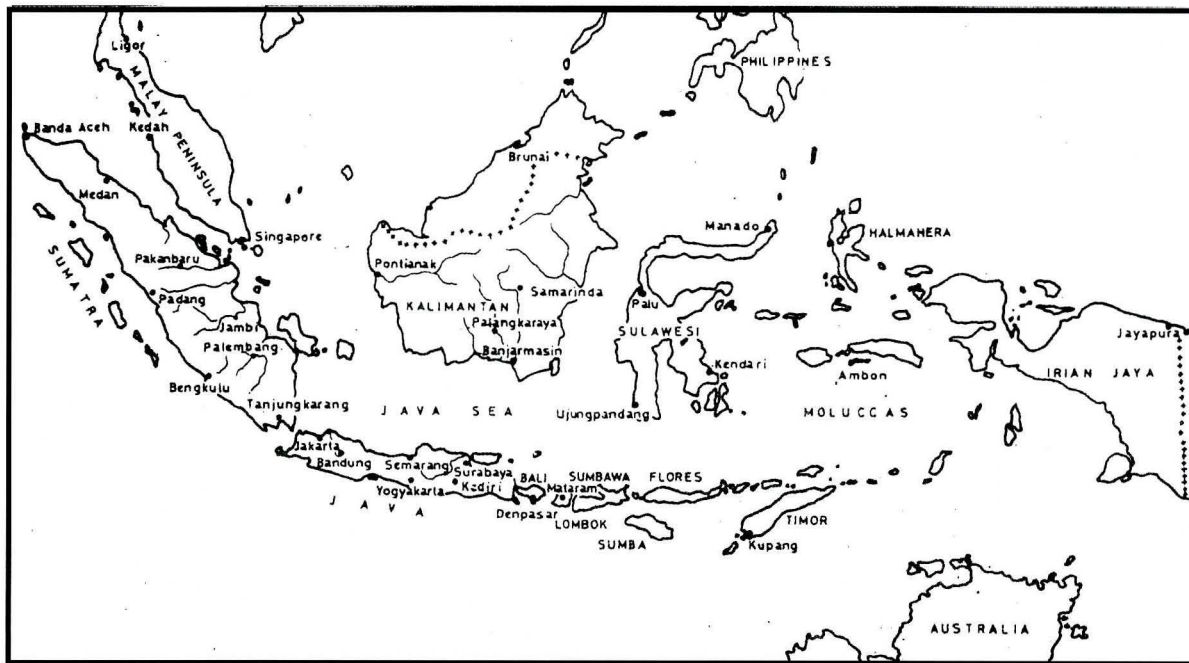 Ligor
MALAY PENINSULA
PHILIPPINES
Banda Aceh
Kedah
Brunai
Medan
Manado
HALMAHERA
Singapore
SUMATRA
Pakanbaru
Pontianak
Samarinda
Padang
KALIMANTAN
Palu
Jambi
Palangkaraya
SULAWESI
Jayapura
Palembang
Banjarmasin
Kendari
Ambon
IRIAN JAYA
Bengkulu
Tanjungkarang
JAVA SEA
Ujungpandang
MOLUCCAS
Jakarta
Bandung
Semarang
Surabaya
BALI
SUMBAWA
FLORES
Yogyakarta
Kediri
Mataram
JAVA
Denpasar
LOMBOK
TIMOR
SUMBA
Kupang
AUSTRALIA